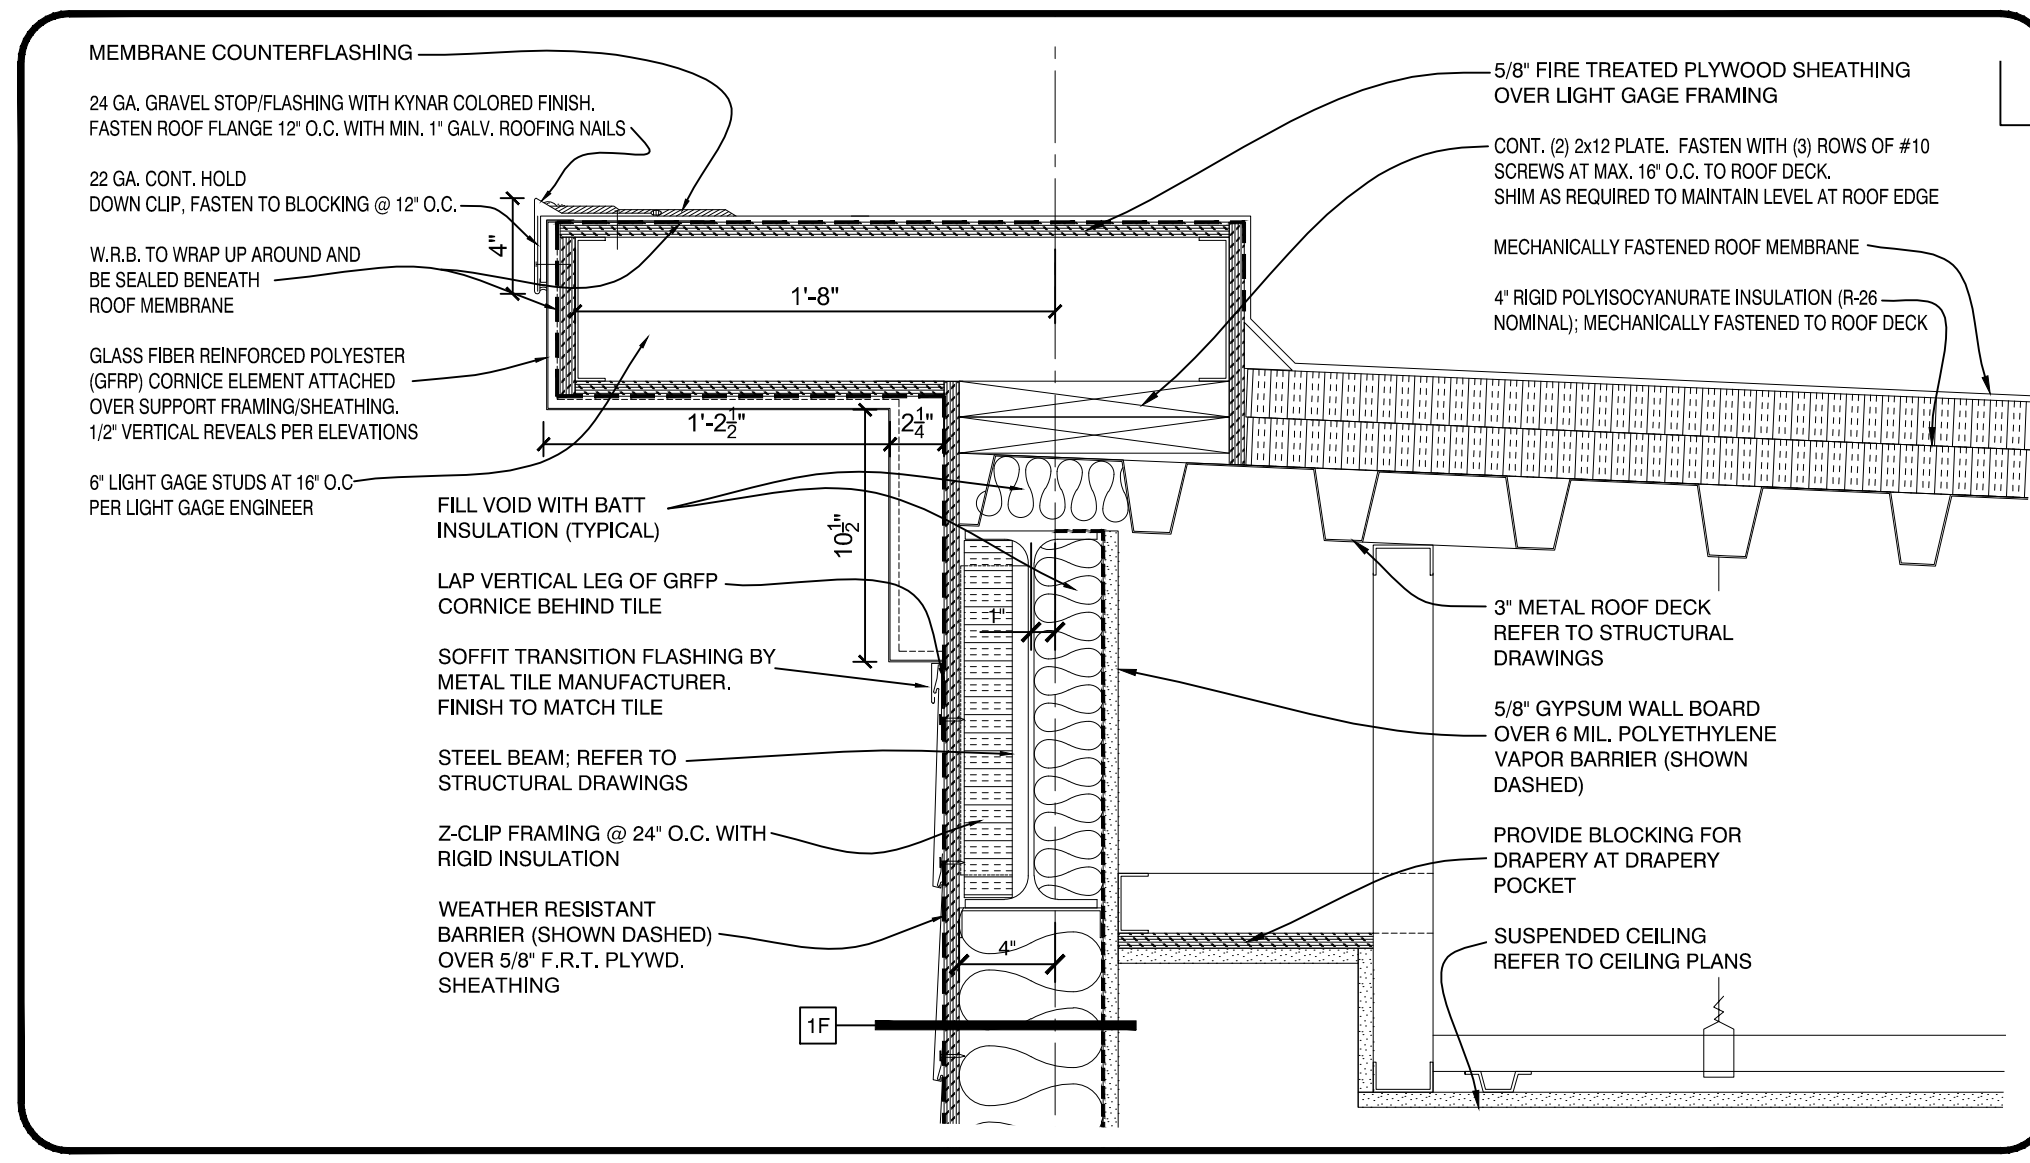 MEMBRANE COUNTERFLASHING
24 GA. GRAVEL STOP/FLASHING WITH KYNAR COLORED FINISH.
FASTEN ROOF FLANGE 12" O.C. WITH MIN. 1" GALV. ROOFING NAILS
22 GA. CONT. HOLD
DOWN CLIP, FASTEN TO BLOCKING @ 12" O.C.
W.R.B. TO WRAP UP AROUND AND
BE SEALED BENEATH
ROOF MEMBRANE
GLASS FIBER REINFORCED POLYESTER
(GFRP) CORNICE ELEMENT ATTACHED
OVER SUPPORT FRAMING/SHEATHING.
1/2" VERTICAL REVEALS PER ELEVATIONS
6" LIGHT GAGE STUDS AT 16" O.C
PER LIGHT GAGE ENGINEER
4"
1'-8"
1'-2 1/2"
2 1/4"
10 1/2"
1"
4"
FILL VOID WITH BATT
INSULATION (TYPICAL)
LAP VERTICAL LEG OF GRFP
CORNICE BEHIND TILE
SOFFIT TRANSITION FLASHING BY
METAL TILE MANUFACTURER.
FINISH TO MATCH TILE
STEEL BEAM; REFER TO
STRUCTURAL DRAWINGS
Z-CLIP FRAMING @ 24" O.C. WITH
RIGID INSULATION
WEATHER RESISTANT
BARRIER (SHOWN DASHED)
OVER 5/8" F.R.T. PLYWD.
SHEATHING
1F
5/8" FIRE TREATED PLYWOOD SHEATHING
OVER LIGHT GAGE FRAMING
CONT. (2) 2x12 PLATE. FASTEN WITH (3) ROWS OF #10
SCREWS AT MAX. 16" O.C. TO ROOF DECK.
SHIM AS REQUIRED TO MAINTAIN LEVEL AT ROOF EDGE
MECHANICALLY FASTENED ROOF MEMBRANE
4" RIGID POLYISOCYANURATE INSULATION (R-26
NOMINAL); MECHANICALLY FASTENED TO ROOF DECK
3" METAL ROOF DECK
REFER TO STRUCTURAL
DRAWINGS
5/8" GYPSUM WALL BOARD
OVER 6 MIL. POLYETHYLENE
VAPOR BARRIER (SHOWN
DASHED)
PROVIDE BLOCKING FOR
DRAPERY AT DRAPERY
POCKET
SUSPENDED CEILING
REFER TO CEILING PLANS